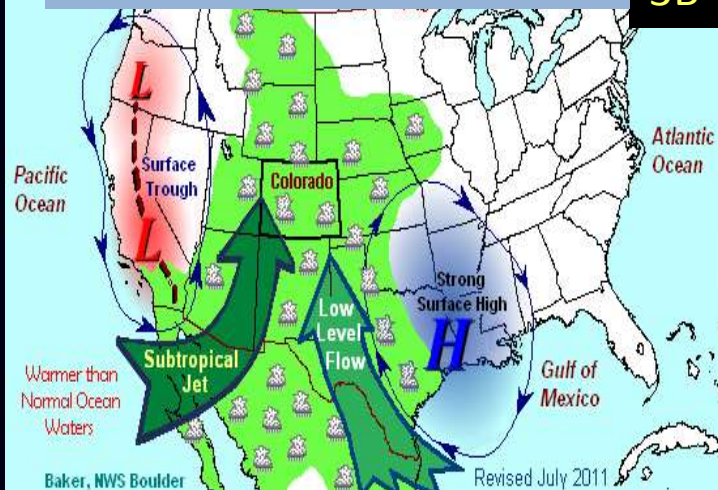 3D
L
Surface
Trough
L
Colorado
Pacific
Ocean
Atlantic
Ocean
Strong
Surface High
H
Low
Level
Flow
Subtropical
Jet
Warmer than
Normal Ocean
Waters
Gulf of
Mexico
Baker, NWS Boulder
Revised July 2011